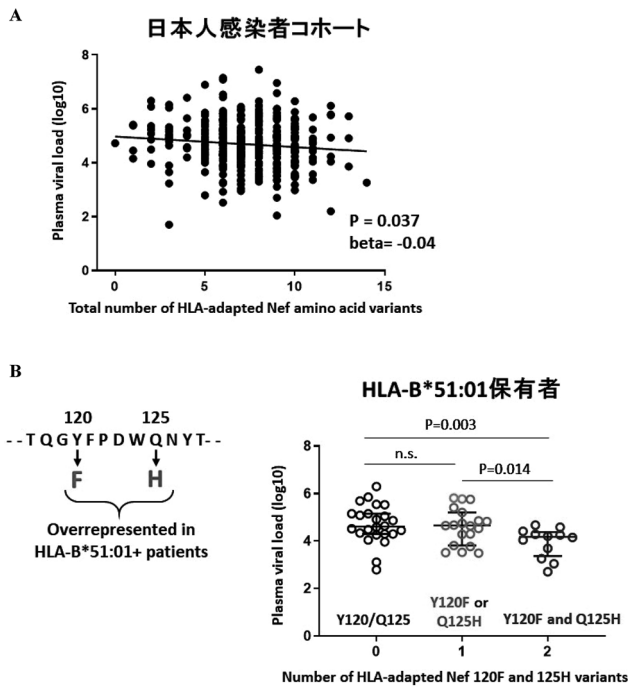 A
日本人感染者コホート
Plasma viral load (log10)
8
6
4
2
0
0
5
10
15
P = 0.037
beta= -0.04
Total number of HLA-adapted Nef amino acid variants
B
120 125
- - T Q G Y F P D W Q N Y T - -
F H
Overrepresented in
HLA-B*51:01+ patients
HLA-B*51:01保有者
P=0.003
n.s.
P=0.014
Plasma viral load (log10)
8
6
4
2
0
Y120/Q125
Y120F or
Q125H
Y120F and Q125H
0
1
2
Number of HLA-adapted Nef 120F and 125H variants